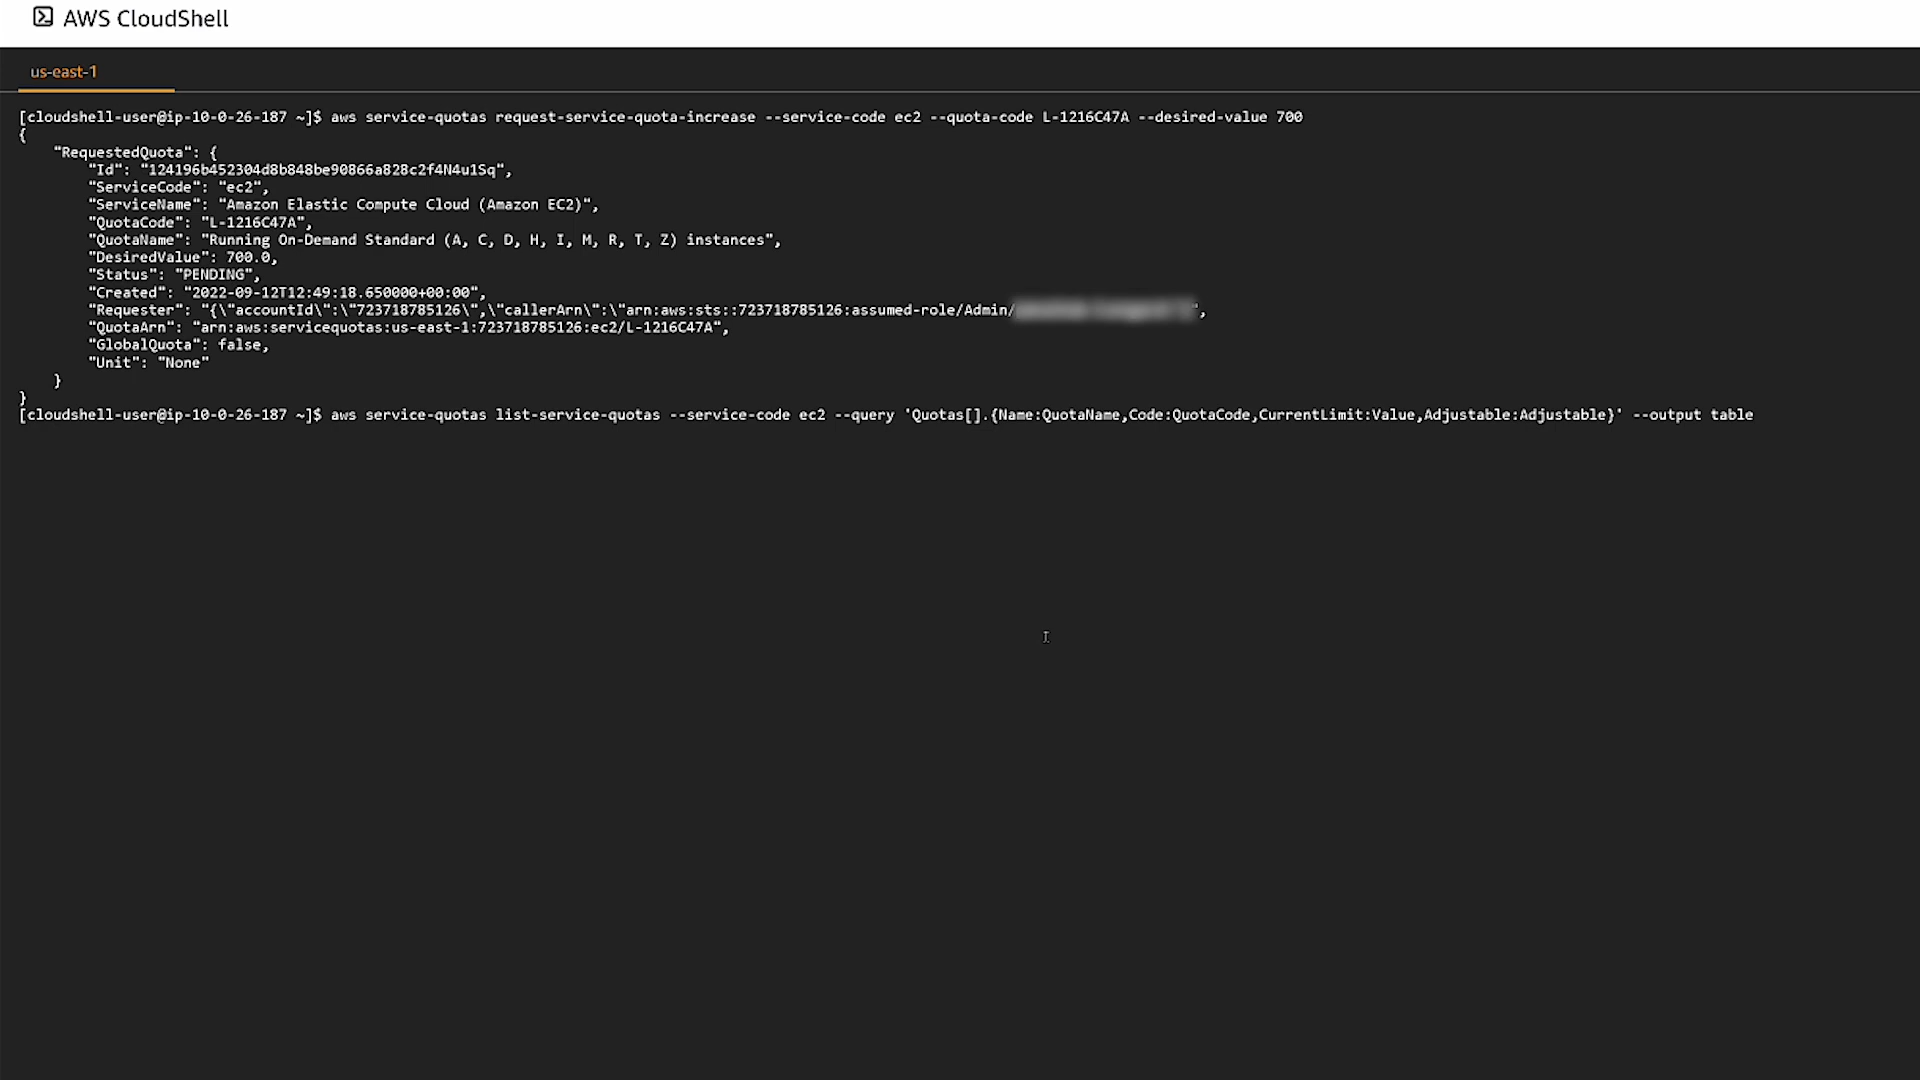 AWS CloudShell
us-east-1
[cloudshell-user@ip-10-0-26-187 ~]$ aws service-quotas request-service-quota-increase --service-code ec2 --quota-code L-1216C47A --desired-value 700
{
    "RequestedQuota": {
        "Id": "124196b452304d8b848be90866a828c2f4N4u1Sq",
        "ServiceCode": "ec2",
        "ServiceName": "Amazon Elastic Compute Cloud (Amazon EC2)",
        "QuotaCode": "L-1216C47A",
        "QuotaName": "Running On-Demand Standard (A, C, D, H, I, M, R, T, Z) instances",
        "DesiredValue": 700.0,
        "Status": "PENDING",
        "Created": "2022-09-12T12:49:18.650000+00:00",
        "Requester": "{\"accountId\":\"723718785126\",\"callerArn\":\"arn:aws:sts::723718785126:assumed-role/Admin/ ",
        "QuotaArn": "arn:aws:servicequotas:us-east-1:723718785126:ec2/L-1216C47A",
        "GlobalQuota": false,
        "Unit": "None"
    }
}
[cloudshell-user@ip-10-0-26-187 ~]$ aws service-quotas list-service-quotas --service-code ec2 --query 'Quotas[].{Name:QuotaName,Code:QuotaCode,CurrentLimit:Value,Adjustable:Adjustable}' --output table